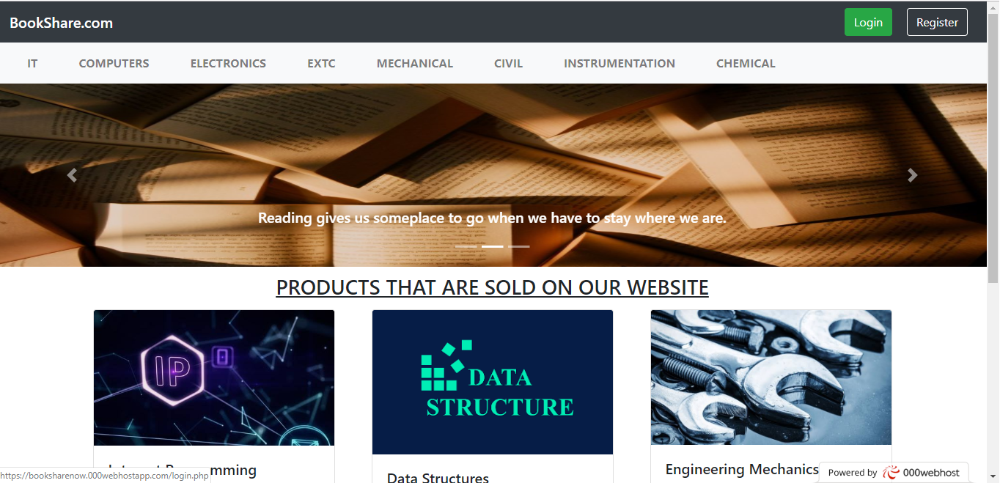 BookShare.com
Login
Register
IT
COMPUTERS
ELECTRONICS
EXTC
MECHANICAL
CIVIL
INSTRUMENTATION
CHEMICAL
Reading gives us someplace to go when we have to stay where we are.
PRODUCTS THAT ARE SOLD ON OUR WEBSITE
IP
DATA
STRUCTURE
Engineering Mechanics
Data Structures
Powered by 000webhost
https://booksharenow.000webhostapp.com/login.php